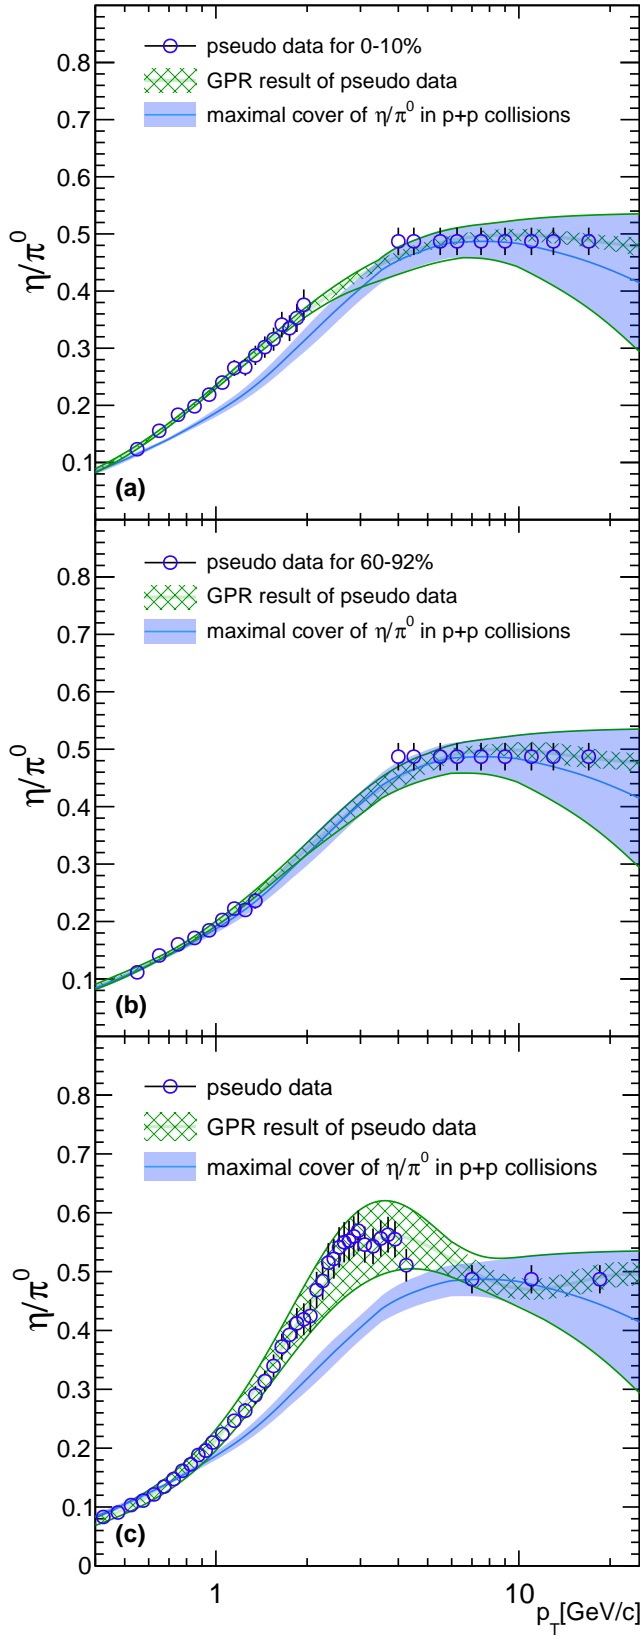 0.8
pseudo data for 0-10%
GPR result of pseudo data
0.7
maximal cover of η/π⁰ in p+p collisions
0.6
0.5
η/π⁰
0.4
0.3
0.2
0.1
(a)
pseudo data for 60-92%
0.8
GPR result of pseudo data
maximal cover of η/π⁰ in p+p collisions
0.7
0.6
0.5
η/π⁰
0.4
0.3
0.2
0.1
(b)
pseudo data
0.8
GPR result of pseudo data
0.7
maximal cover of η/π⁰ in p+p collisions
0.6
0.5
η/π⁰
0.4
0.3
0.2
0.1
(c)
0
1 10
p_T[GeV/c]